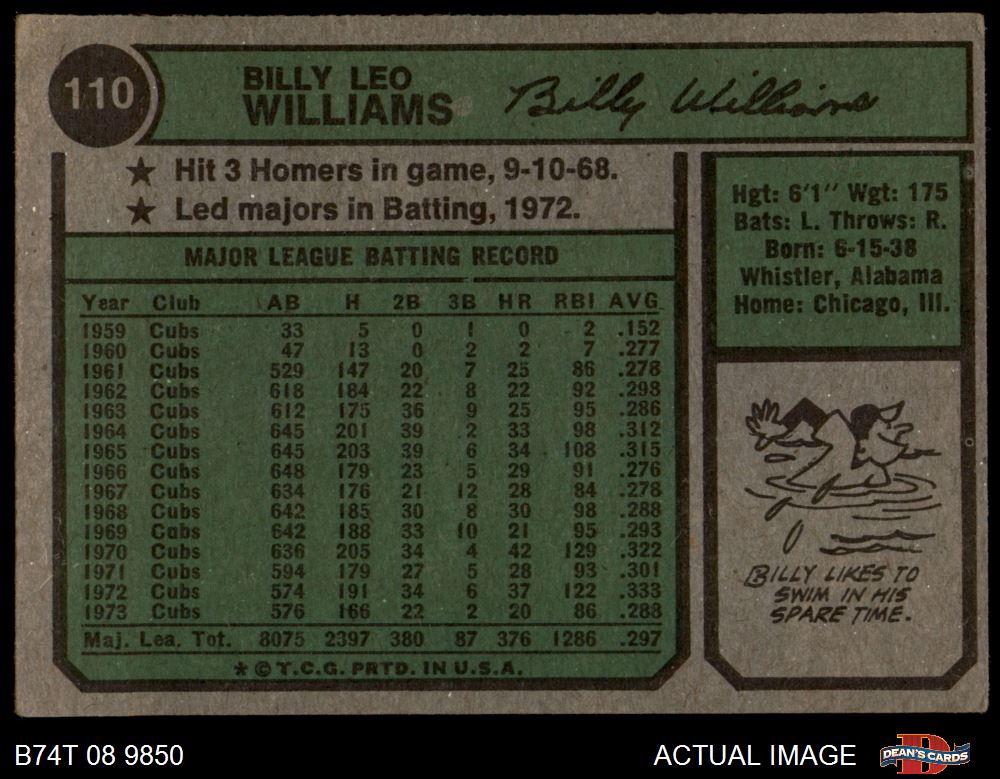 110
BILLY LEO
WILLIAMS
Billy Williams
★ Hit 3 Homers in game, 9-10-68.
★ Led majors in Batting, 1972.
MAJOR LEAGUE BATTING RECORD
Year Club AB H 2B 3B HR RBI AVG.
1959 Cubs 33 5 0 1 0 2 .152
1960 Cubs 47 13 0 2 2 7 .277
1961 Cubs 529 147 20 7 25 86 .278
1962 Cubs 618 184 22 8 22 92 .298
1963 Cubs 612 175 36 9 25 95 .286
1964 Cubs 645 201 39 2 33 98 .312
1965 Cubs 645 203 39 6 34 108 .315
1966 Cubs 648 179 23 5 29 91 .276
1967 Cubs 634 176 21 12 28 84 .278
1968 Cubs 642 185 30 8 30 98 .288
1969 Cubs 642 188 33 10 21 95 .293
1970 Cubs 636 205 34 4 42 129 .322
1971 Cubs 594 179 27 5 28 93 .301
1972 Cubs 574 191 34 6 37 122 .333
1973 Cubs 576 166 22 2 20 86 .288
Maj. Lea. Tot. 8075 2397 380 87 376 1286 .297
★ © T.C.G. PRTD. IN U.S.A.
Hgt: 6'1" Wgt: 175
Bats: L. Throws: R.
Born: 6-15-38
Whistler, Alabama
Home: Chicago, Ill.
BILLY LIKES TO
SWIM IN HIS
SPARE TIME.
B74T 08 9850
ACTUAL IMAGE
D
DEAN'S CARDS